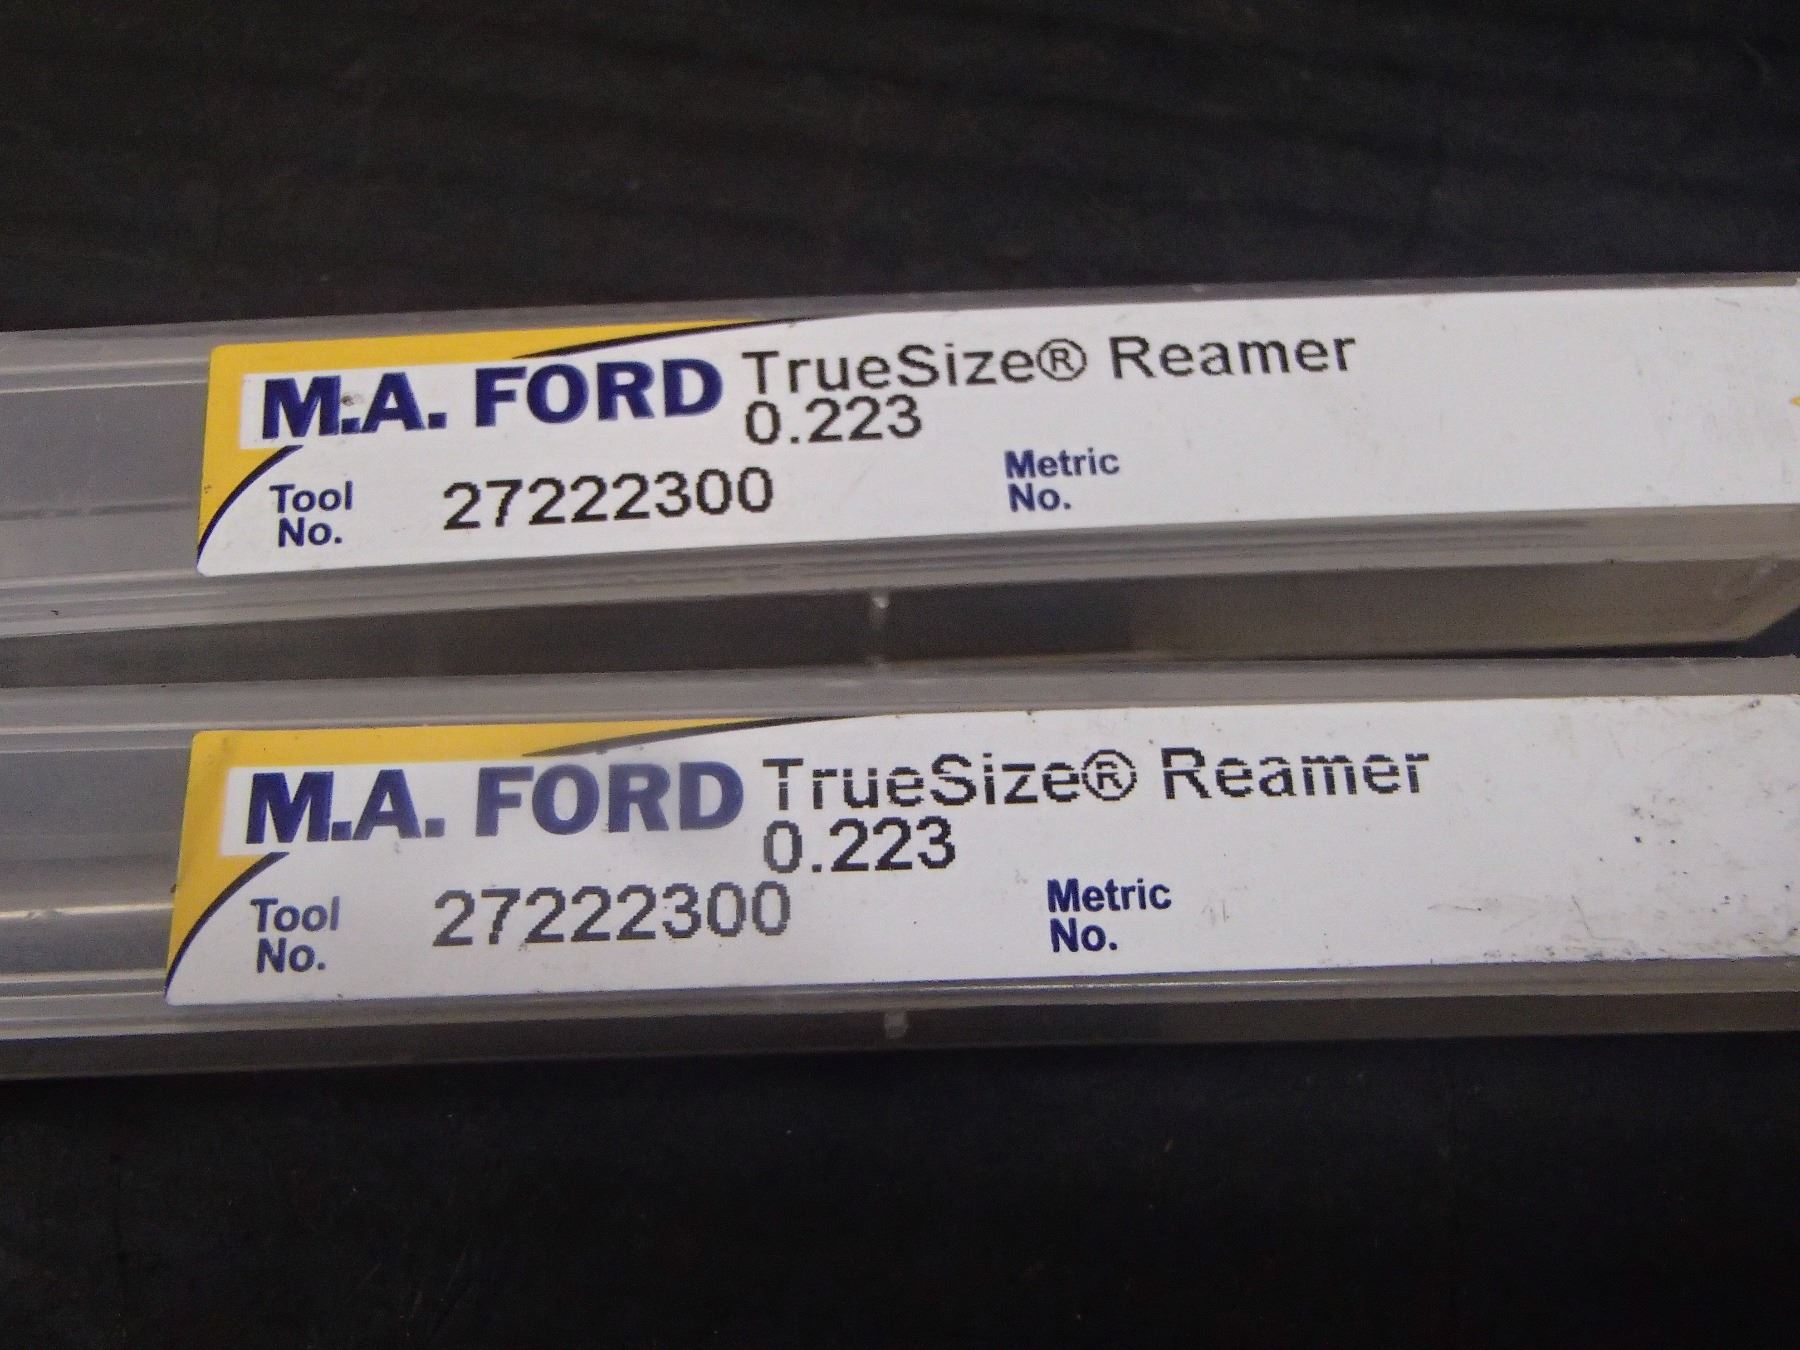 M.A. FORD TrueSize® Reamer
0.223
Tool No. 27222300 Metric No.
M.A. FORD TrueSize® Reamer
0.223
Tool No. 27222300 Metric No.